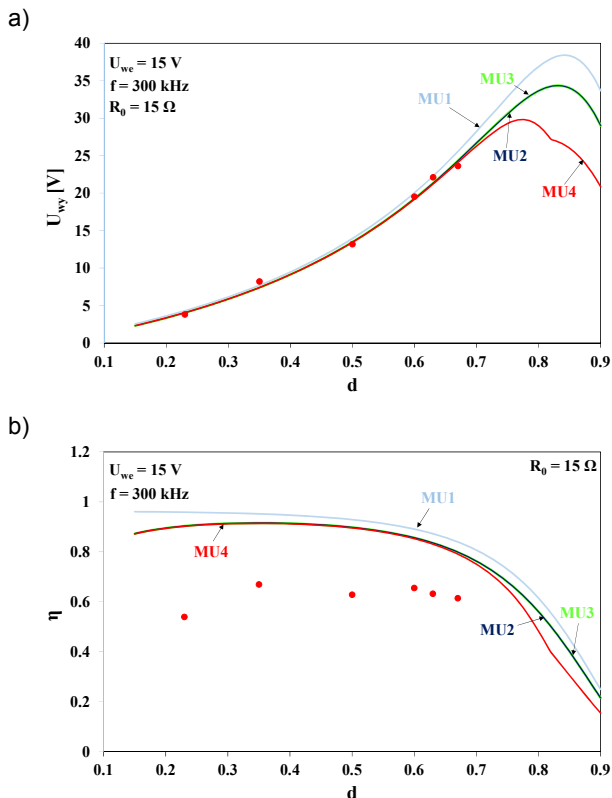 a)
40
35
30
25
20
15
10
5
0
U_wy [V]
U_we = 15 V
f = 300 kHz
R_0 = 15 Ω
MU1
MU3
MU2
MU4
0.1 0.2 0.3 0.4 0.5 0.6 0.7 0.8 0.9
d
b)
1.2
1
0.8
0.6
0.4
0.2
0
η
U_we = 15 V
f = 300 kHz
R_0 = 15 Ω
MU1
MU4
MU2
MU3
0.1 0.2 0.3 0.4 0.5 0.6 0.7 0.8 0.9
d